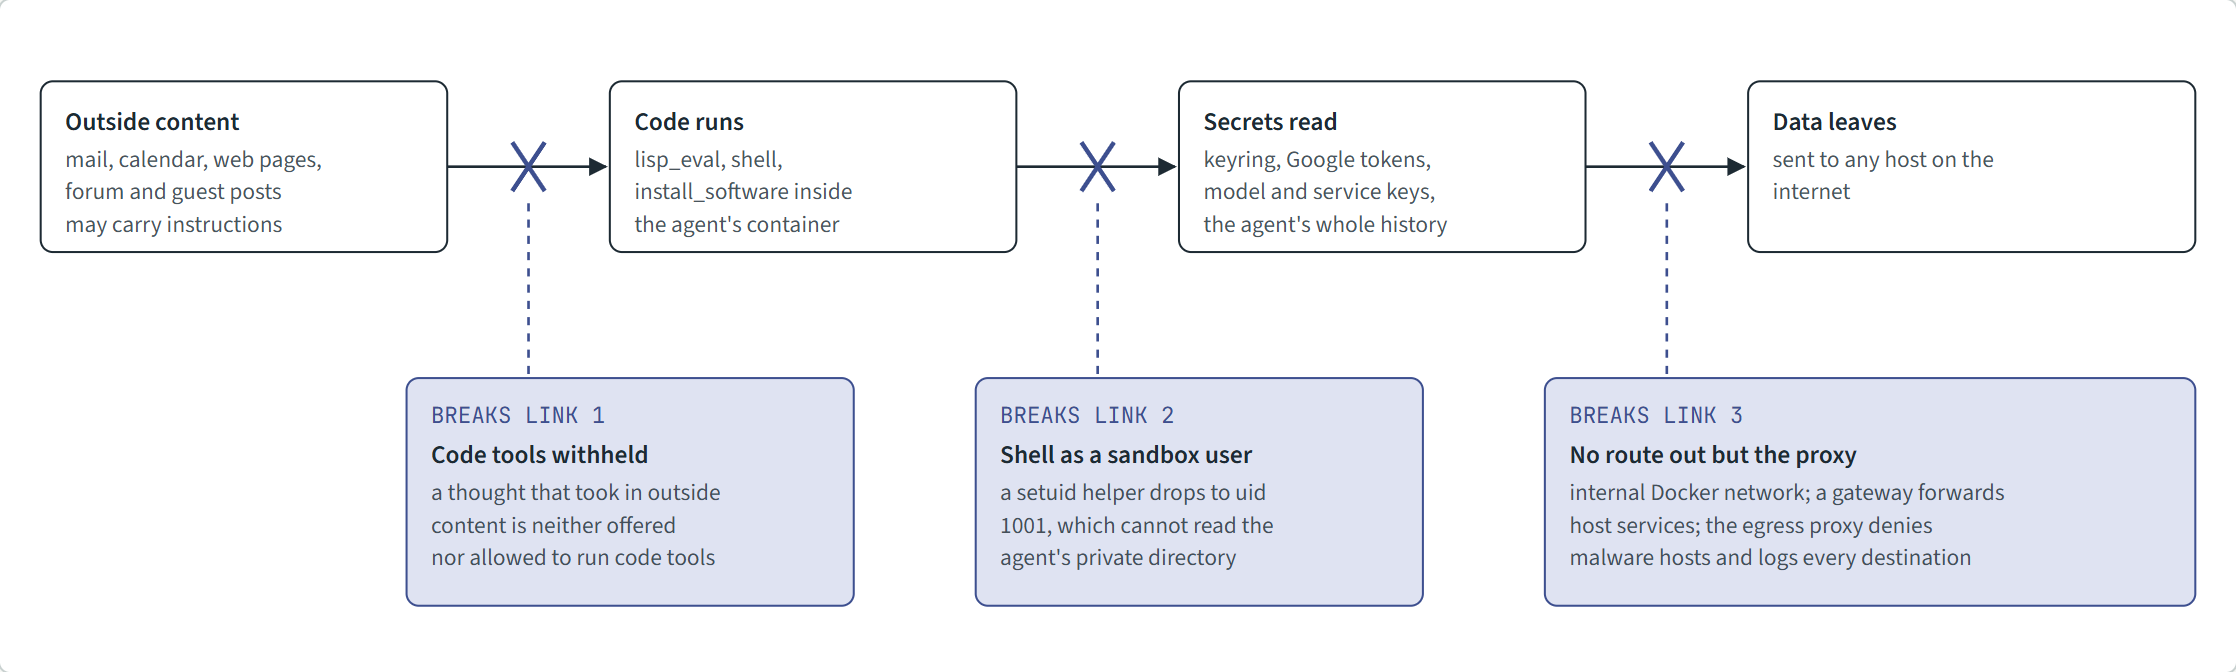 Outside content
mail, calendar, web pages,
forum and guest posts
may carry instructions
Code runs
lisp_eval, shell,
install_software inside
the agent's container
Secrets read
keyring, Google tokens,
model and service keys,
the agent's whole history
Data leaves
sent to any host on the
internet
BREAKS LINK 1
Code tools withheld
a thought that took in outside
content is neither offered
nor allowed to run code tools
BREAKS LINK 2
Shell as a sandbox user
a setuid helper drops to uid
1001, which cannot read the
agent's private directory
BREAKS LINK 3
No route out but the proxy
internal Docker network; a gateway forwards
host services; the egress proxy denies
malware hosts and logs every destination